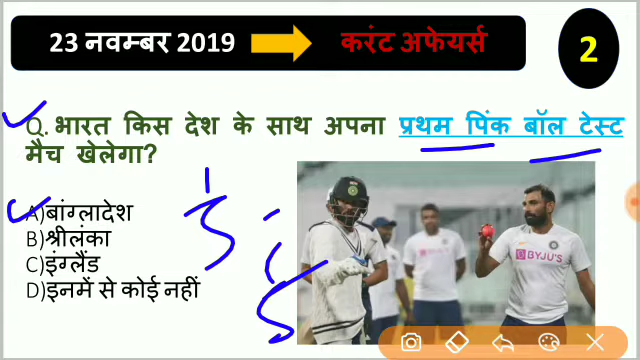 23 नवम्बर 2019
करंट अफेयर्स
2
Q. भारत किस देश के साथ अपना प्रथम पिंक बॉल टेस्ट
मैच खेलेगा?
A)बांग्लादेश
B)श्रीलंका
C)इंग्लैंड
D)इनमें से कोई नहीं
BYJU'S